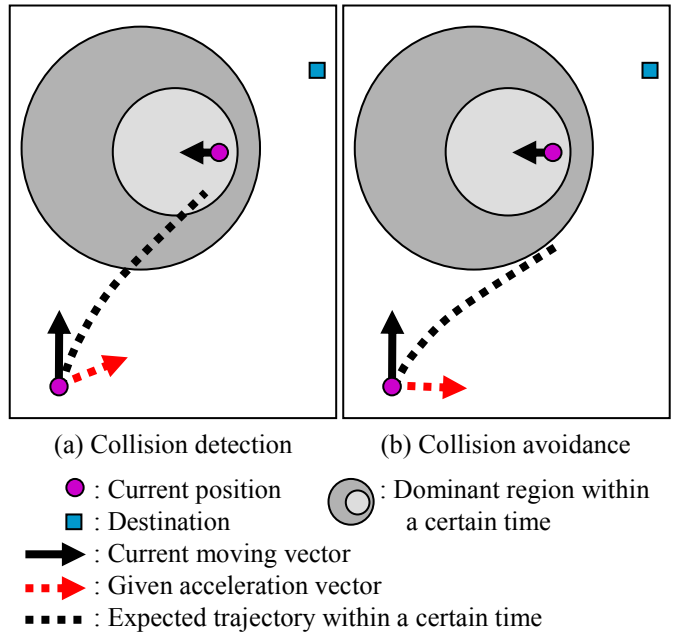 (a) Collision detection
(b) Collision avoidance
: Current position
: Destination
: Dominant region within
a certain time
: Current moving vector
: Given acceleration vector
: Expected trajectory within a certain time